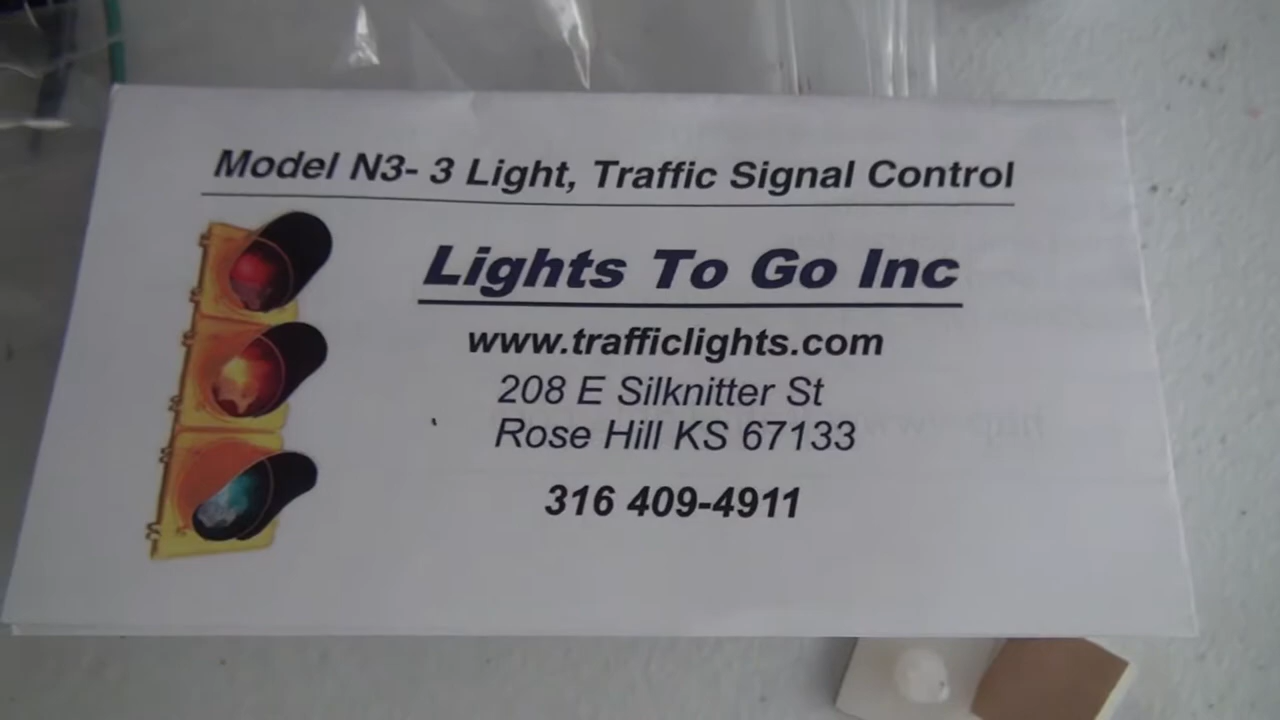 Model N3- 3 Light, Traffic Signal Control
Lights To Go Inc
www.trafficlights.com
208 E Silknitter St
Rose Hill KS 67133
316 409-4911